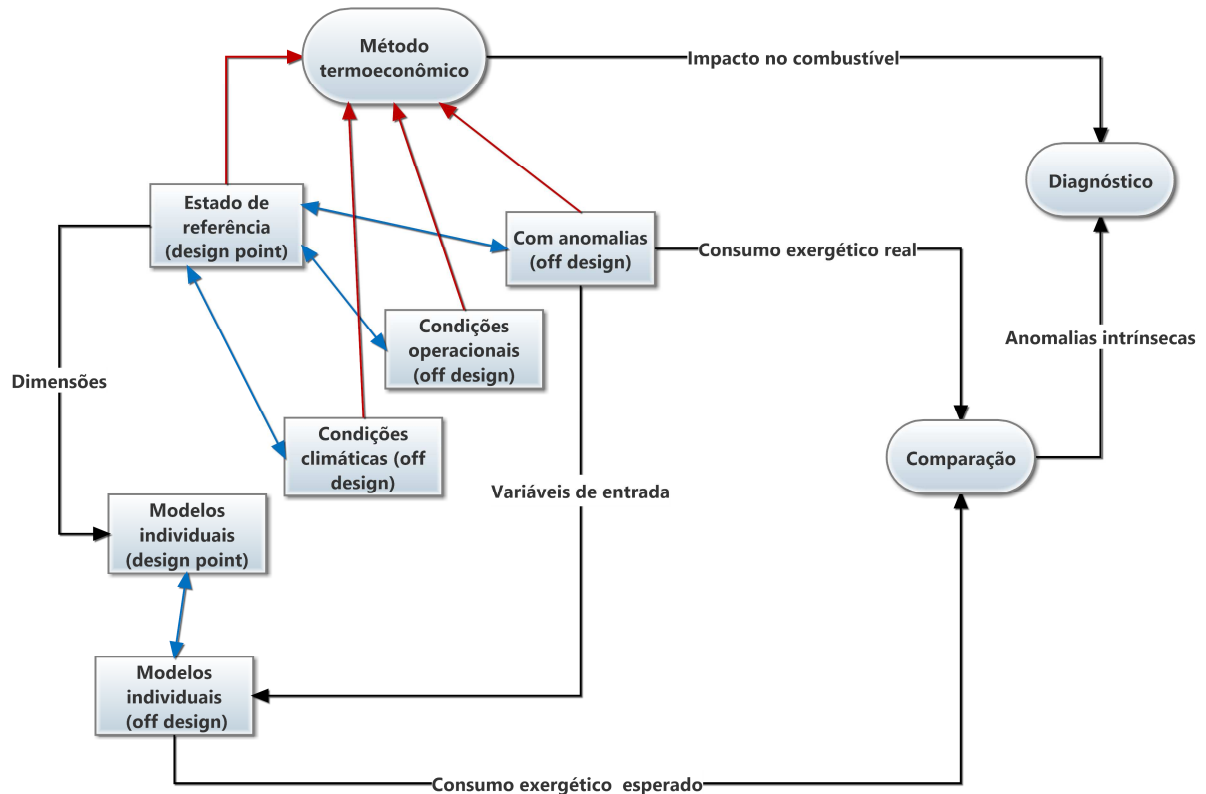 Método
termoeconômico
Impacto no combustível
Diagnóstico
Estado de
referência
(design point)
Com anomalias
(off design)
Consumo exergético real
Condições
operacionais
(off design)
Anomalias intrínsecas
Dimensões
Condições
climáticas (off
design)
Comparação
Variáveis de entrada
Modelos
individuais
(design point)
Modelos
individuais
(off design)
Consumo exergético  esperado